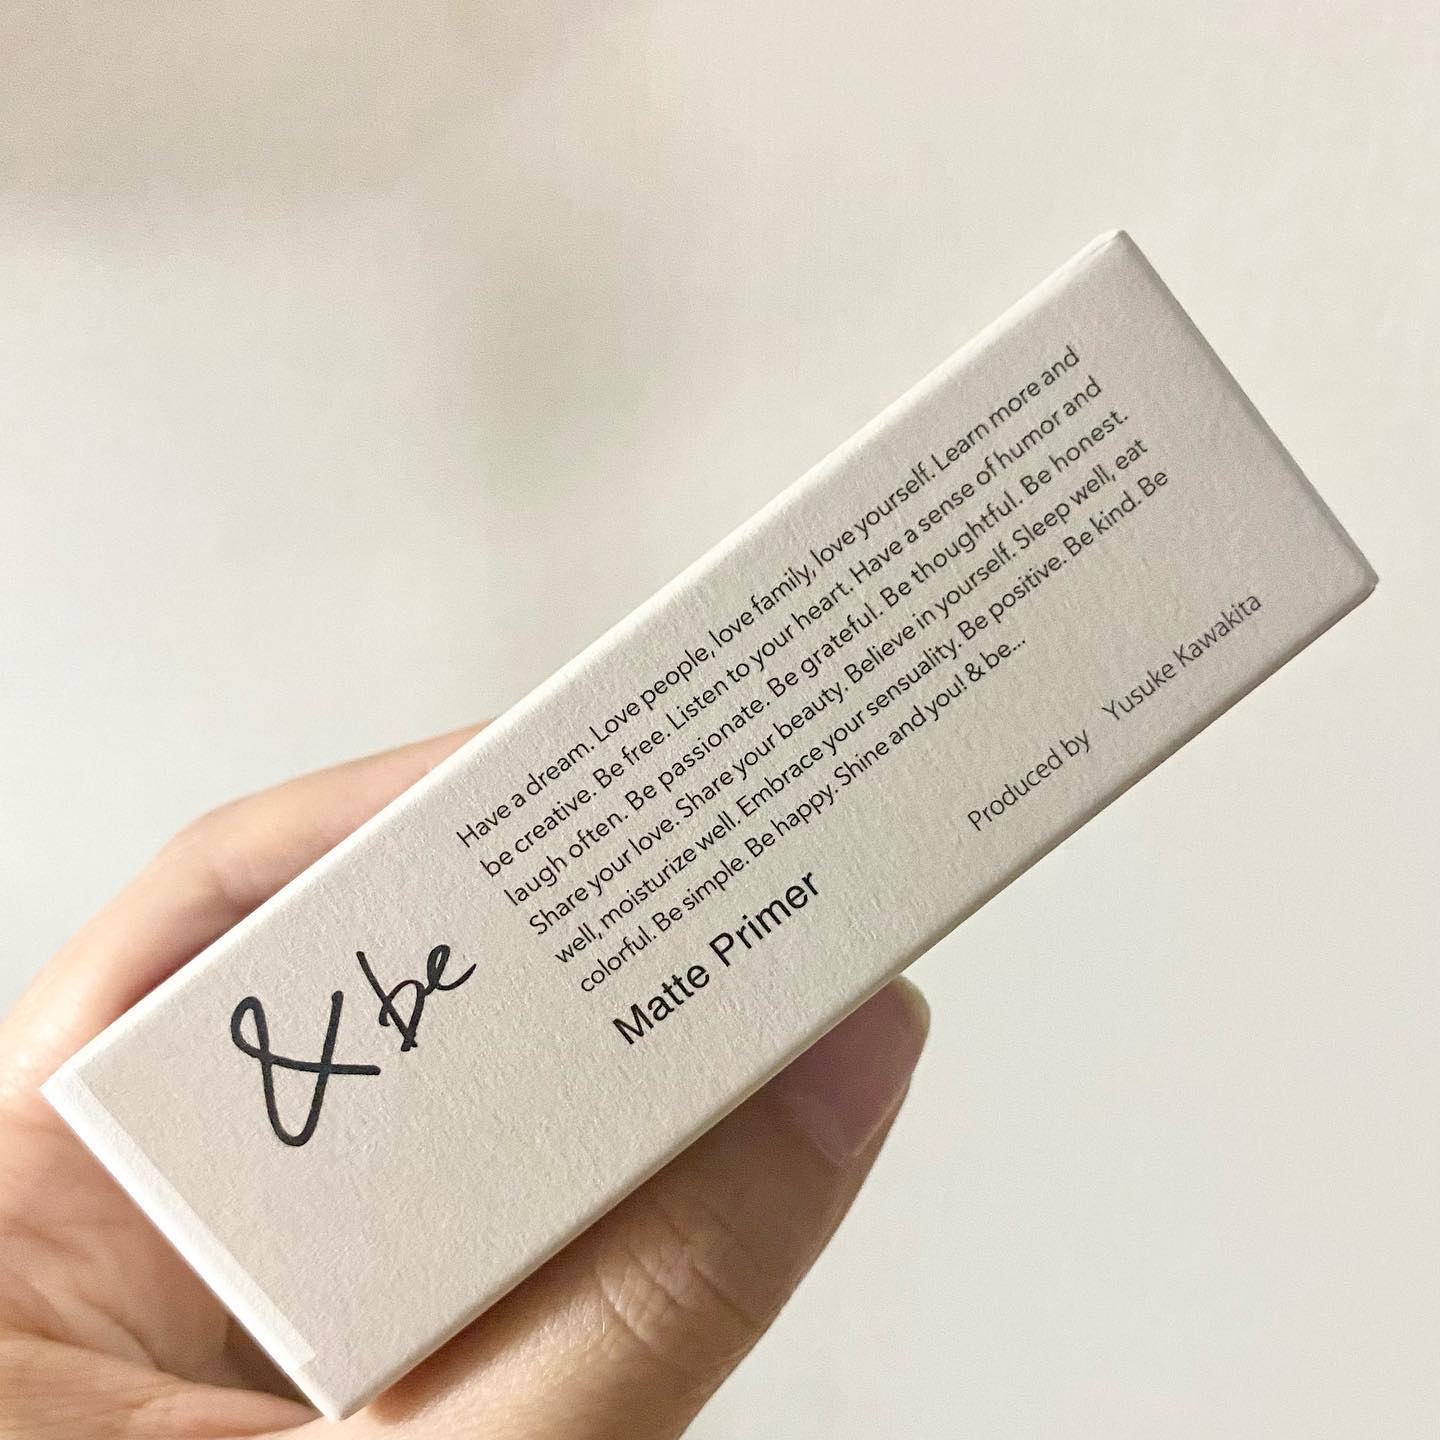 & be
Have a dream. Love people, love family, love yourself. Learn more and
be creative. Be free. Listen to your heart. Have a sense of humor and
laugh often. Be passionate. Be grateful. Be thoughtful. Be honest.
Share your love. Share your beauty. Believe in yourself. Sleep well, eat
well, moisturize well. Embrace your sensuality. Be positive. Be kind. Be
colorful. Be simple. Be happy. Shine and you! & be...
Matte Primer
Produced by Yusuke Kawakita